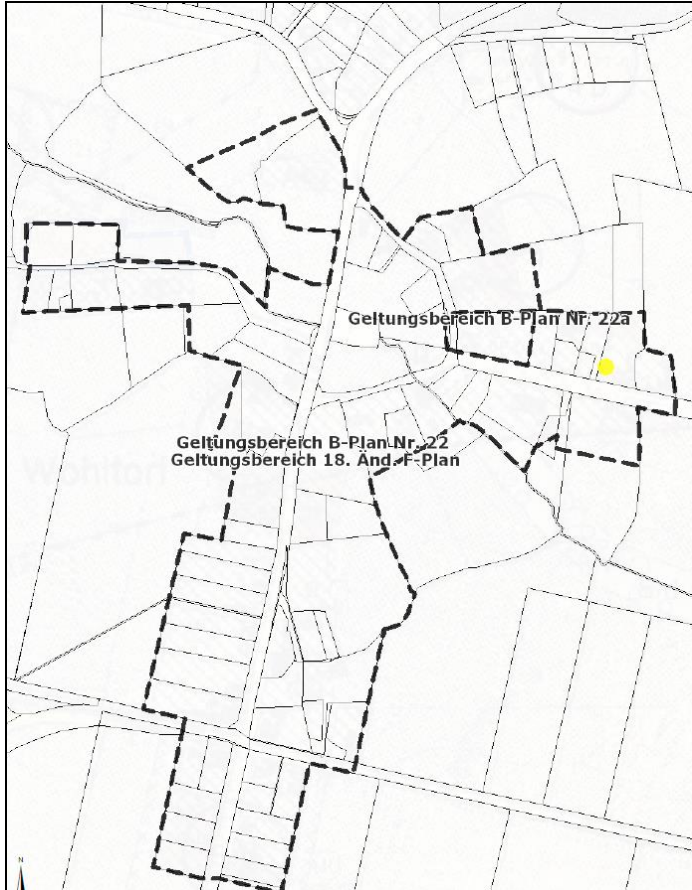 Geltungsbereich B-Plan Nr. 22a
Geltungsbereich B-Plan Nr. 22
Geltungsbereich 18. Änd. F-Plan
N